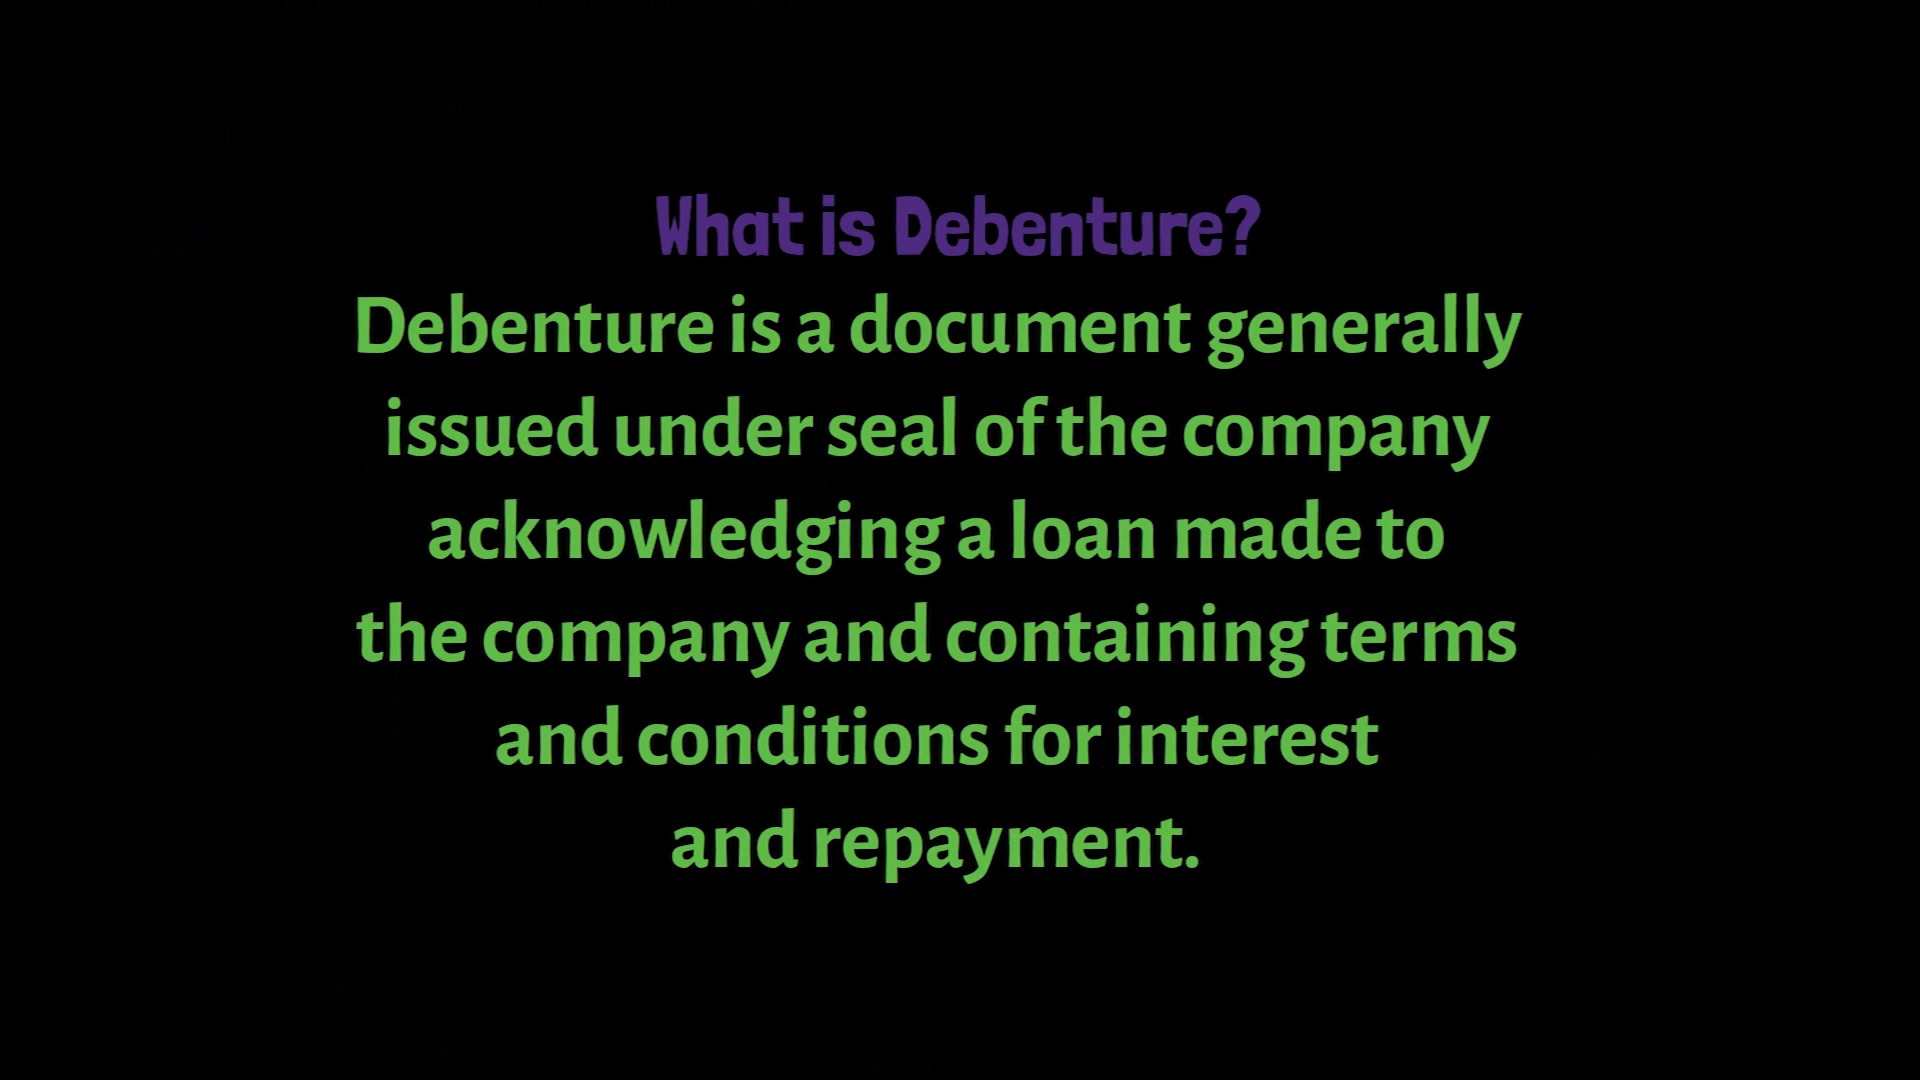 What is Debenture?
Debenture is a document generally
issued under seal of the company
acknowledging a loan made to
the company and containing terms
and conditions for interest
and repayment.